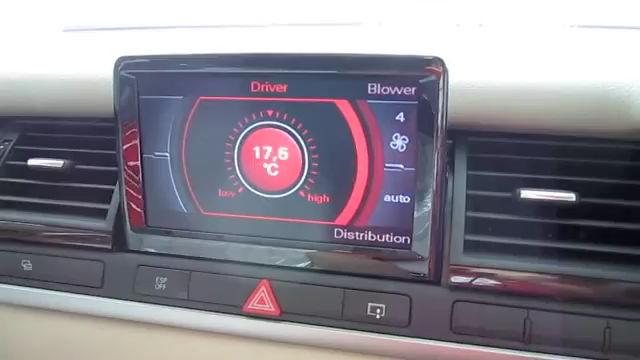 Driver
Blower
4
17,5
°C
low
high
auto
Distribution
ESP
OFF